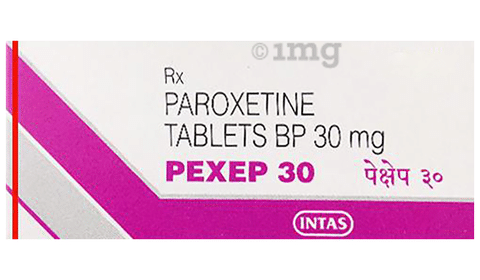 ©1mg
Rx
PAROXETINE
TABLETS BP 30 mg
PEXEP 30 पेक्षेप ३०
INTAS